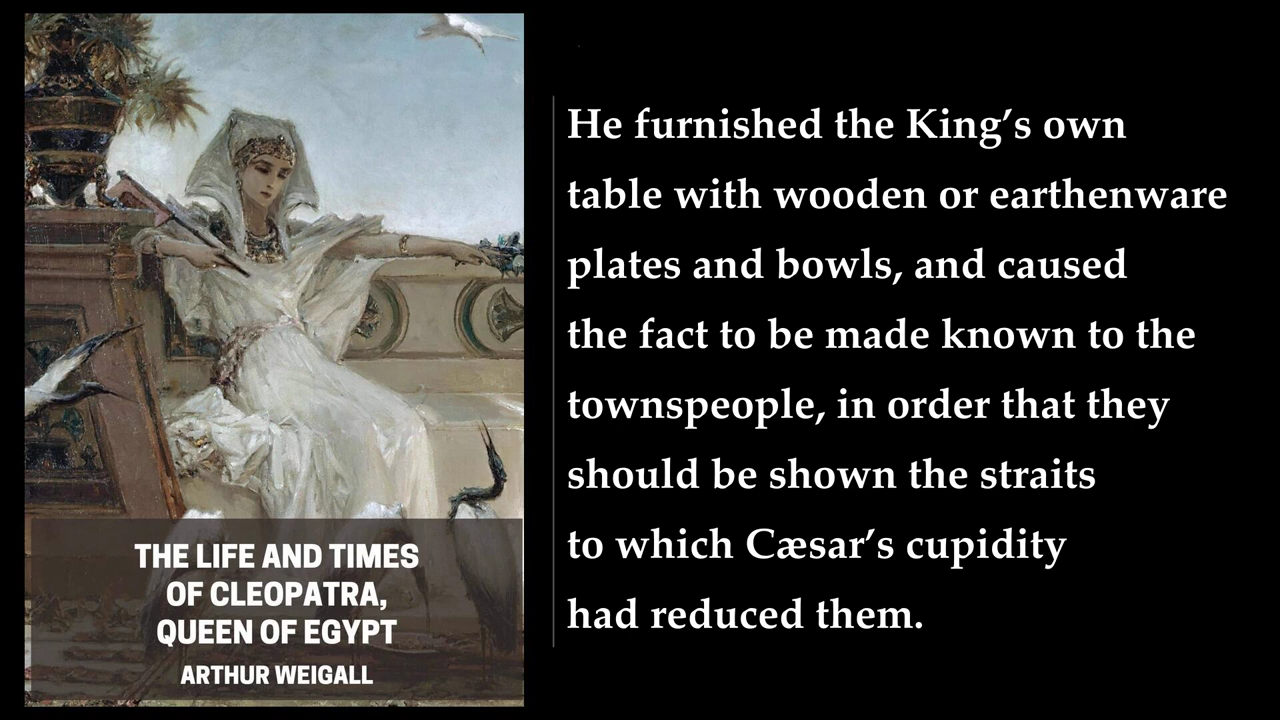 THE LIFE AND TIMES
OF CLEOPATRA,
QUEEN OF EGYPT
ARTHUR WEIGALL
He furnished the King’s own
table with wooden or earthenware
plates and bowls, and caused
the fact to be made known to the
townspeople, in order that they
should be shown the straits
to which Cæsar’s cupidity
had reduced them.